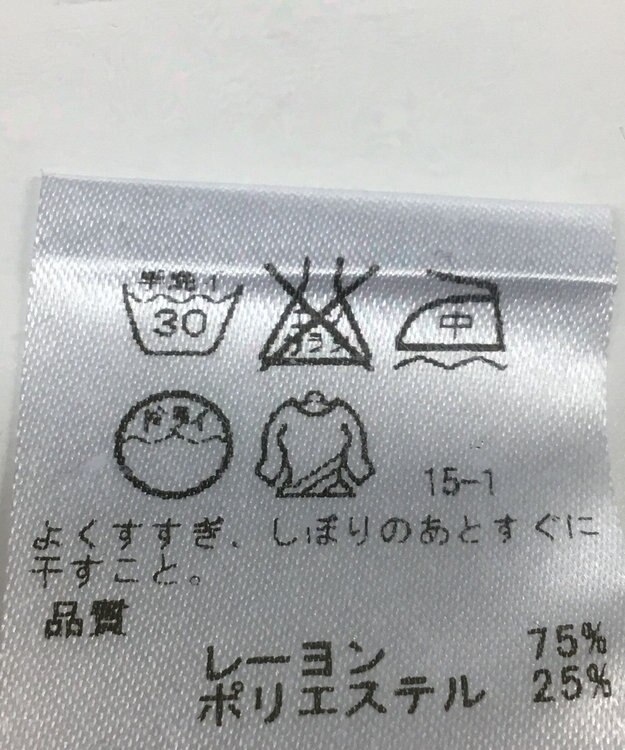 手洗イ
30
エンソ
サラシ
中
ドライ
15-1
よくすすぎ、しぼりのあとすぐに
干すこと。
品質
レーヨン 75%
ポリエステル 25%